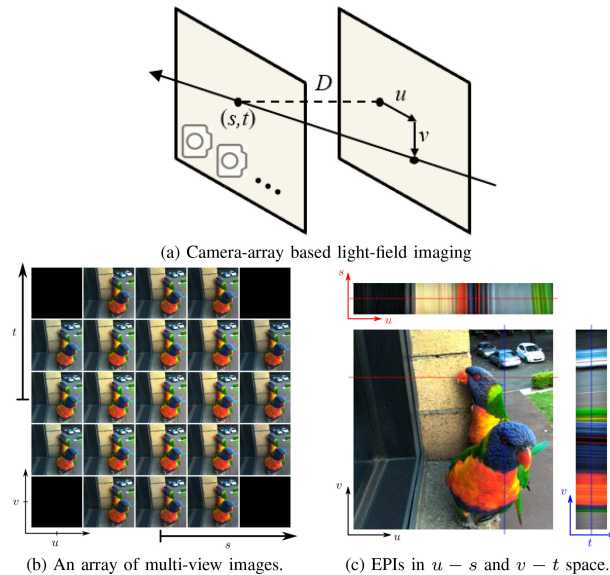 D
u
(s,t)
v
(a) Camera-array based light-field imaging
t
v
u
s
(b) An array of multi-view images.
s
u
v
u
v
t
(c) EPIs in u − s and v − t space.